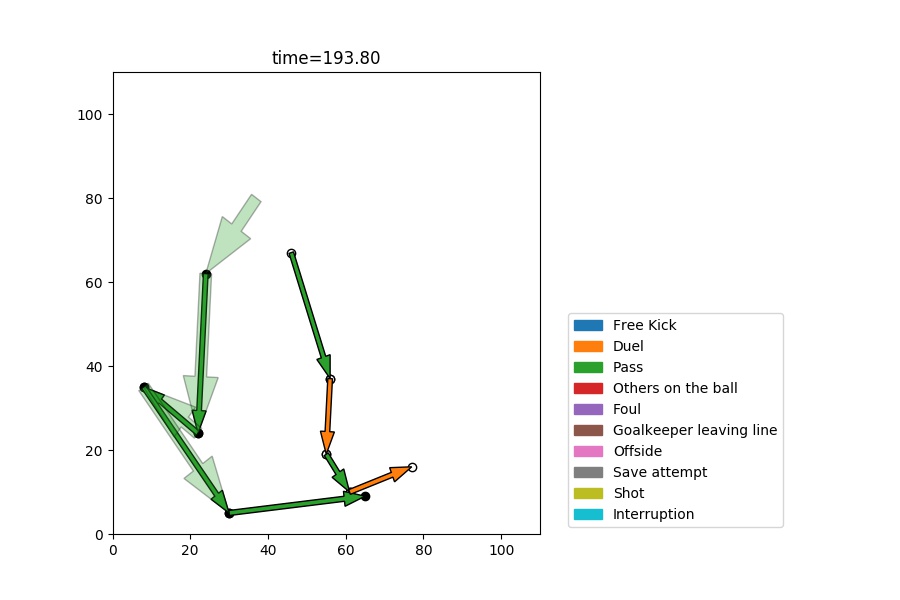 time=193.80
100
80
60
40
20
0
0 20 40 60 80 100
Free Kick
Duel
Pass
Others on the ball
Foul
Goalkeeper leaving line
Offside
Save attempt
Shot
Interruption